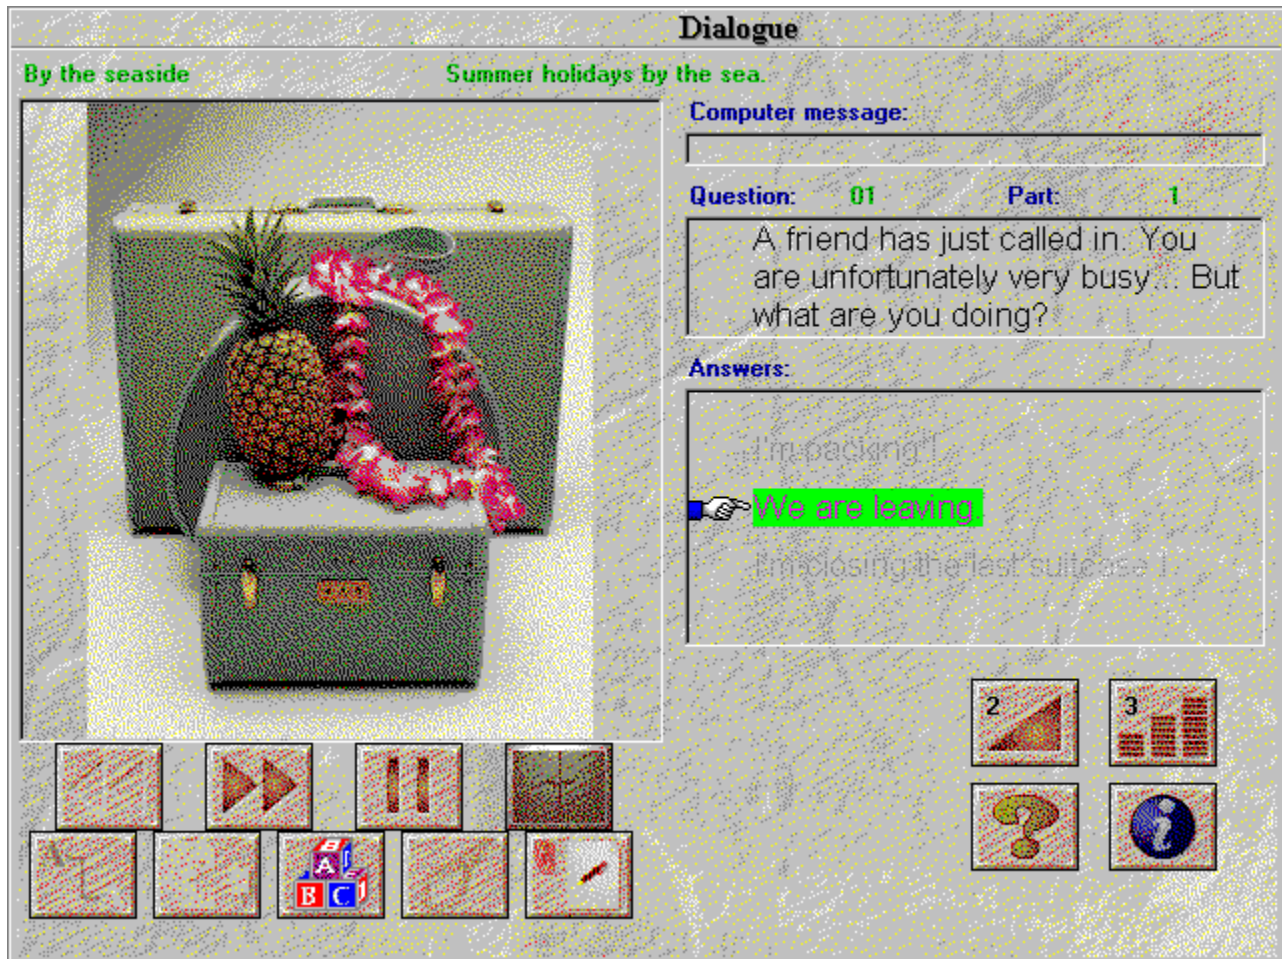 Dialogue
By the seaside
Summer holidays by the sea.
Computer message:
Question: 01 Part: 1
A friend has just called in. You
are unfortunately very busy... But
what are you doing?
Answers:
I'm packing !
We are leaving.
I'm closing the last suitcase !
2
3
A
B
C